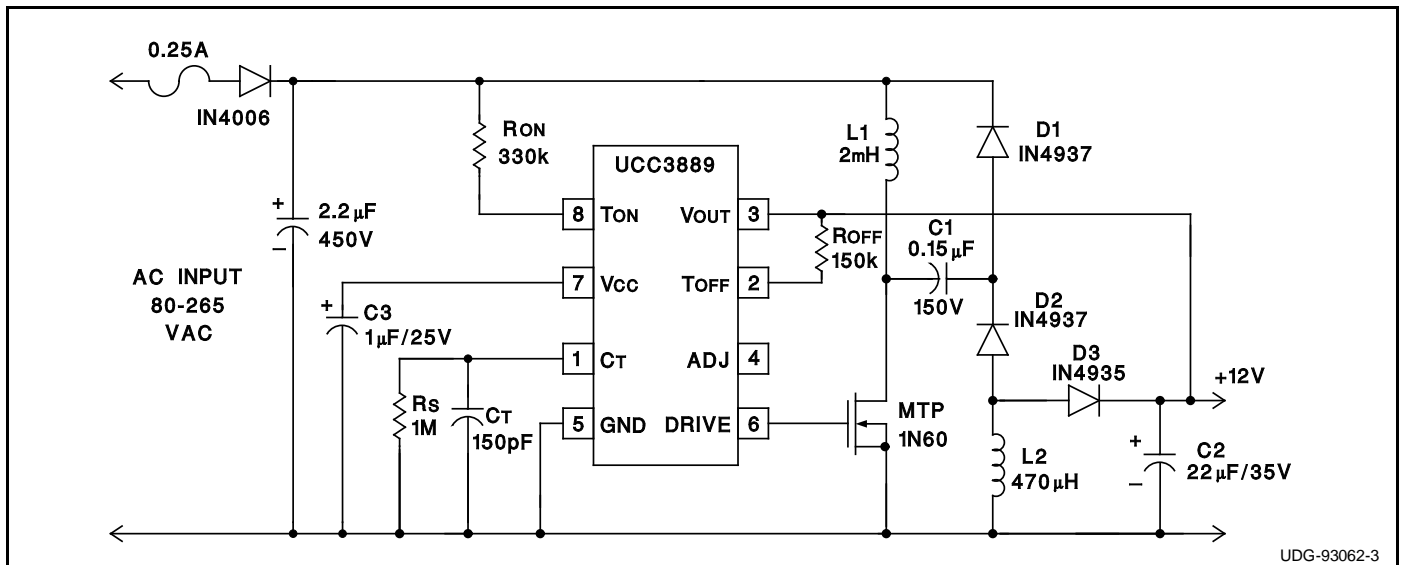 0.25A
IN4006
RON
330k
+
2.2µF
450V
−
AC INPUT
80-265
VAC
+
C3
1µF/25V
RS
1M
CT
150pF
UCC3889
8 TON
7 VCC
1 CT
5 GND
VOUT 3
TOFF 2
ADJ 4
DRIVE 6
ROFF
150k
L1
2mH
D1
IN4937
C1
0.15µF
150V
D2
IN4937
D3
IN4935
+12V
MTP
1N60
L2
470µH
+
C2
22µF/35V
−
UDG-93062-3